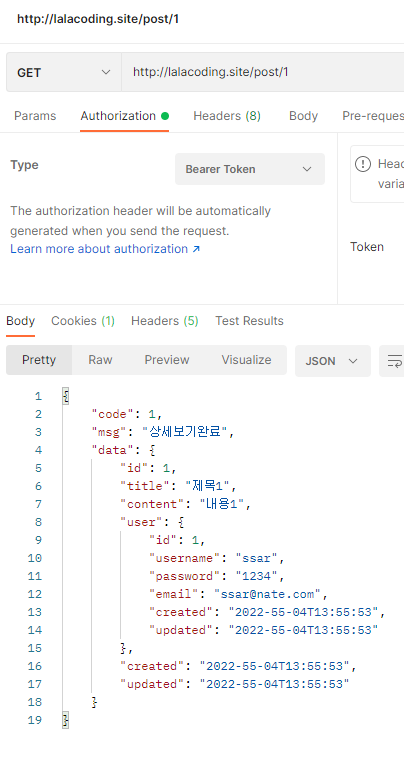 http://lalacoding.site/post/1
GET http://lalacoding.site/post/1
Params Authorization Headers (8) Body Pre-reques
Type Bearer Token
The authorization header will be automatically
generated when you send the request.
Learn more about authorization ↗
Head
varia
Token
Body Cookies (1) Headers (5) Test Results
Pretty Raw Preview Visualize JSON
1 {
2 "code": 1,
3 "msg": "상세보기완료",
4 "data": {
5 "id": 1,
6 "title": "제목1",
7 "content": "내용1",
8 "user": {
9 "id": 1,
10 "username": "ssar",
11 "password": "1234",
12 "email": "ssar@nate.com",
13 "created": "2022-55-04T13:55:53",
14 "updated": "2022-55-04T13:55:53"
15 },
16 "created": "2022-55-04T13:55:53",
17 "updated": "2022-55-04T13:55:53"
18 }
19 }